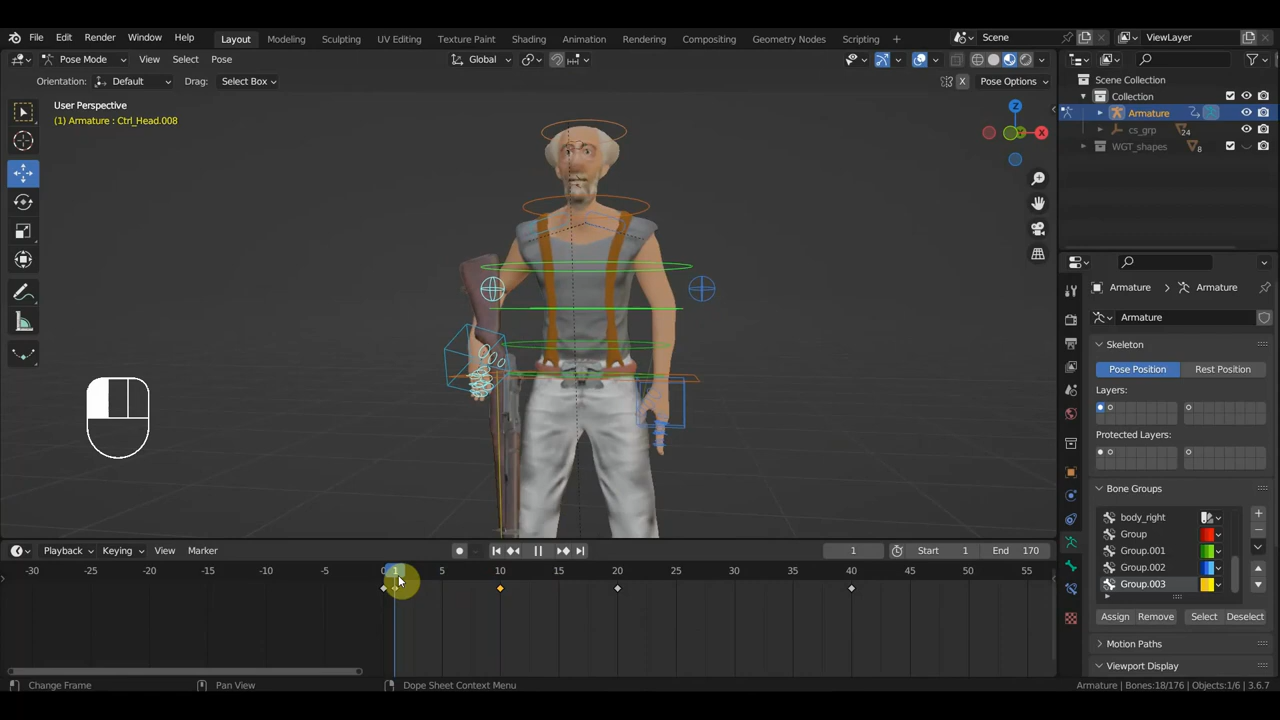 File Edit Render Window Help Layout Modeling Sculpting UV Editing Texture Paint Shading Animation Rendering Compositing Geometry Nodes Scripting + Scene ViewLayer
Pose Mode View Select Pose Global Pose Options
Orientation: Default Drag: Select Box X
User Perspective
(1) Armature : Ctrl_Head.008
Z
X
Y
Scene Collection
Collection
Armature
cs_grp 24
WGT_shapes 8
Armature > Armature
Armature
Skeleton
Pose Position Rest Position
Layers:
Protected Layers:
Bone Groups
body_right
Group
Group.001
Group.002
Group.003
Assign Remove Select Deselect
Motion Paths
Viewport Display
Playback Keying View Marker 1 Start 1 End 170
-30 -25 -20 -15 -10 -5 0 1 5 10 15 20 25 30 35 40 45 50 55
Change Frame Pan View Dope Sheet Context Menu Armature | Bones:18/176 | Objects:1/6 | 3.6.7